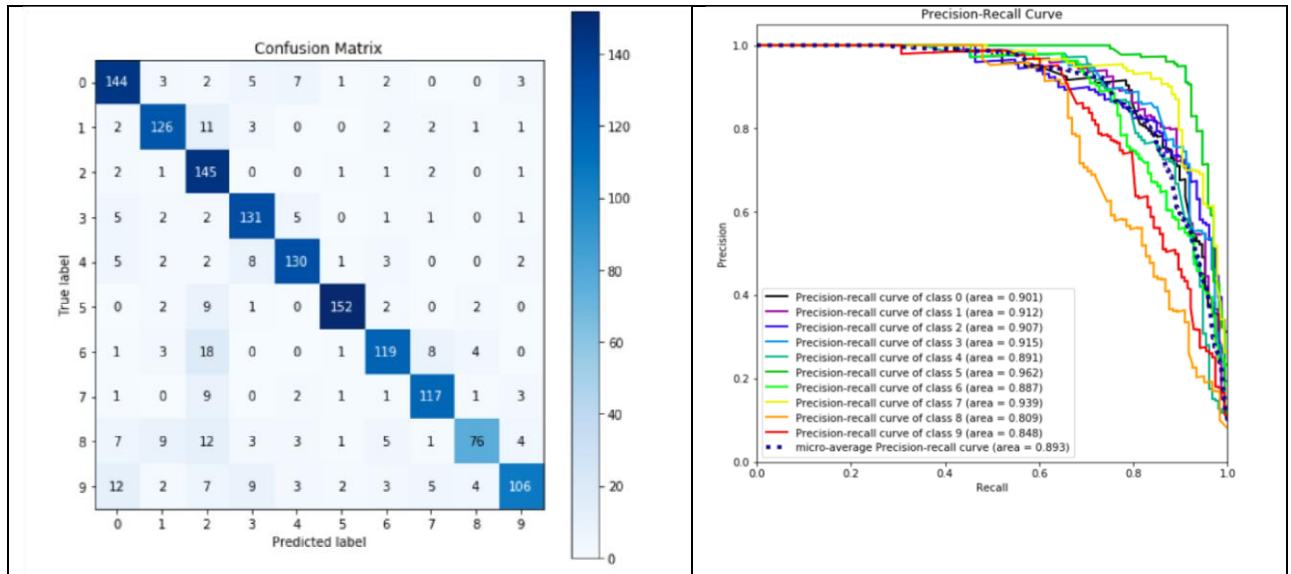 Confusion Matrix
0 144 3 2 5 7 1 2 0 0 3
1 2 126 11 3 0 0 2 2 1 1
2 2 1 145 0 0 1 1 2 0 1
3 5 2 2 131 5 0 1 1 0 1
4 5 2 2 8 130 1 3 0 0 2
5 0 2 9 1 0 152 2 0 2 0
6 1 3 18 0 0 1 119 8 4 0
7 1 0 9 0 2 1 1 117 1 3
8 7 9 12 3 3 1 5 1 76 4
9 12 2 7 9 3 2 3 5 4 106
0 1 2 3 4 5 6 7 8 9
True label
Predicted label
140
120
100
80
60
40
20
0
Precision-Recall Curve
1.0
0.8
0.6
0.4
0.2
0.0
Precision
Precision-recall curve of class 0 (area = 0.901)
Precision-recall curve of class 1 (area = 0.912)
Precision-recall curve of class 2 (area = 0.907)
Precision-recall curve of class 3 (area = 0.915)
Precision-recall curve of class 4 (area = 0.891)
Precision-recall curve of class 5 (area = 0.962)
Precision-recall curve of class 6 (area = 0.887)
Precision-recall curve of class 7 (area = 0.939)
Precision-recall curve of class 8 (area = 0.809)
Precision-recall curve of class 9 (area = 0.848)
micro-average Precision-recall curve (area = 0.893)
0.0 0.2 0.4 0.6 0.8 1.0
Recall